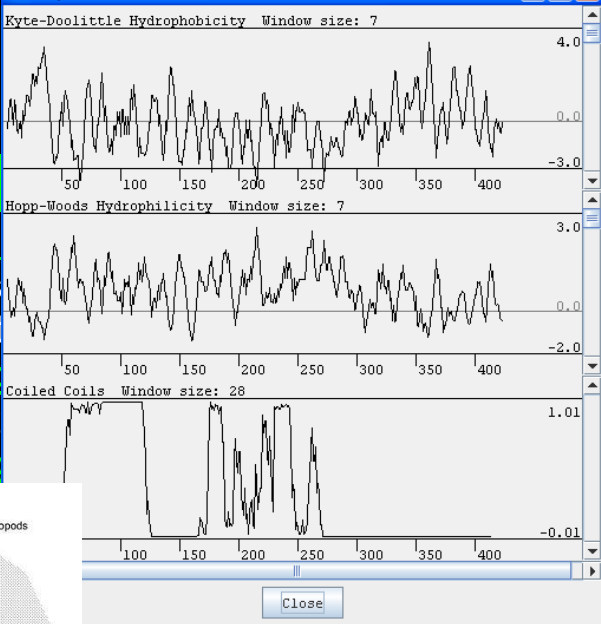 Kyte-Doolittle Hydrophobicity Window size: 7
4.0
0.0
-3.0
50 100 150 200 250 300 350 400
Hopp-Woods Hydrophilicity Window size: 7
3.0
0.0
-2.0
50 100 150 200 250 300 350 400
Coiled Coils Window size: 28
1.01
opods
-0.01
100 150 200 250 300 350 400
Close